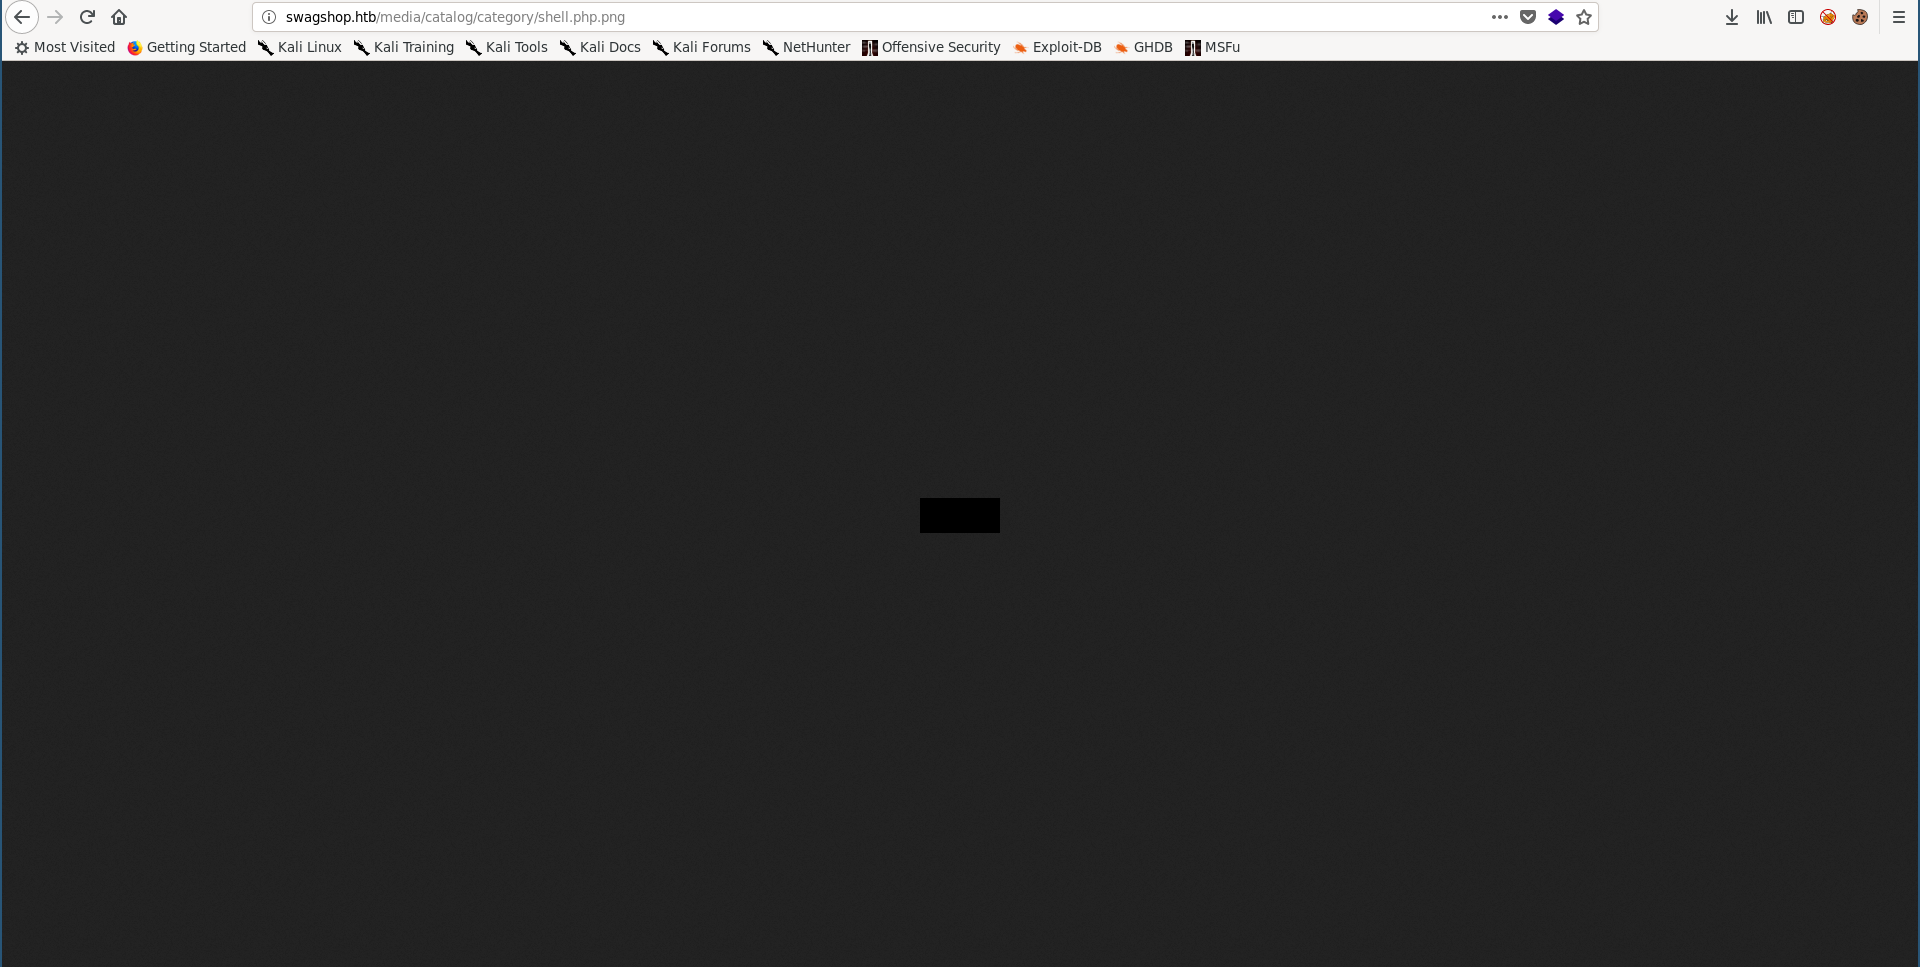 swagshop.htb/media/catalog/category/shell.php.png
Most Visited Getting Started Kali Linux Kali Training Kali Tools Kali Docs Kali Forums NetHunter Offensive Security Exploit-DB GHDB MSFu